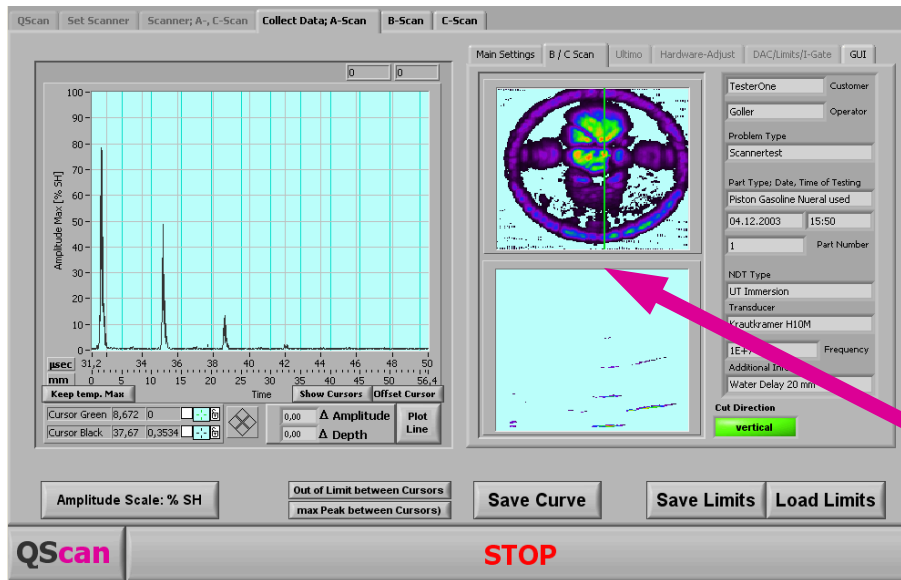 QScan Set Scanner Scanner; A-, C-Scan Collect Data; A-Scan B-Scan C-Scan
Main Settings B / C Scan Ultimo Hardware-Adjust DAC/Limits/I-Gate GUI
0 0
Amplitude Max [% SH]
100
90
80
70
60
50
40
30
20
10
0
µsec 31,2 34 36 38 40 42 44 46 48 50
mm 0 5 10 15 20 25 30 35 40 45 50 56,4
Keep temp. Max Time Show Cursors Offset Cursor
Cursor Green 8,672 0
Cursor Black 37,67 0,3534
0,00 Δ Amplitude
0,00 Δ Depth
Plot
Line
TesterOne Customer
Goller Operator
Problem Type
Scannertest
Part Type; Date, Time of Testing
Piston Gasoline Nueral used
04.12.2003 15:50
1 Part Number
NDT Type
UT Immersion
Transducer
Krautkramer H10M
Frequency
Additional
Water Delay 20 mm
Cut Direction
vertical
Amplitude Scale: % SH
Out of Limit between Cursors
max Peak between Cursors)
Save Curve Save Limits Load Limits
QScan STOP